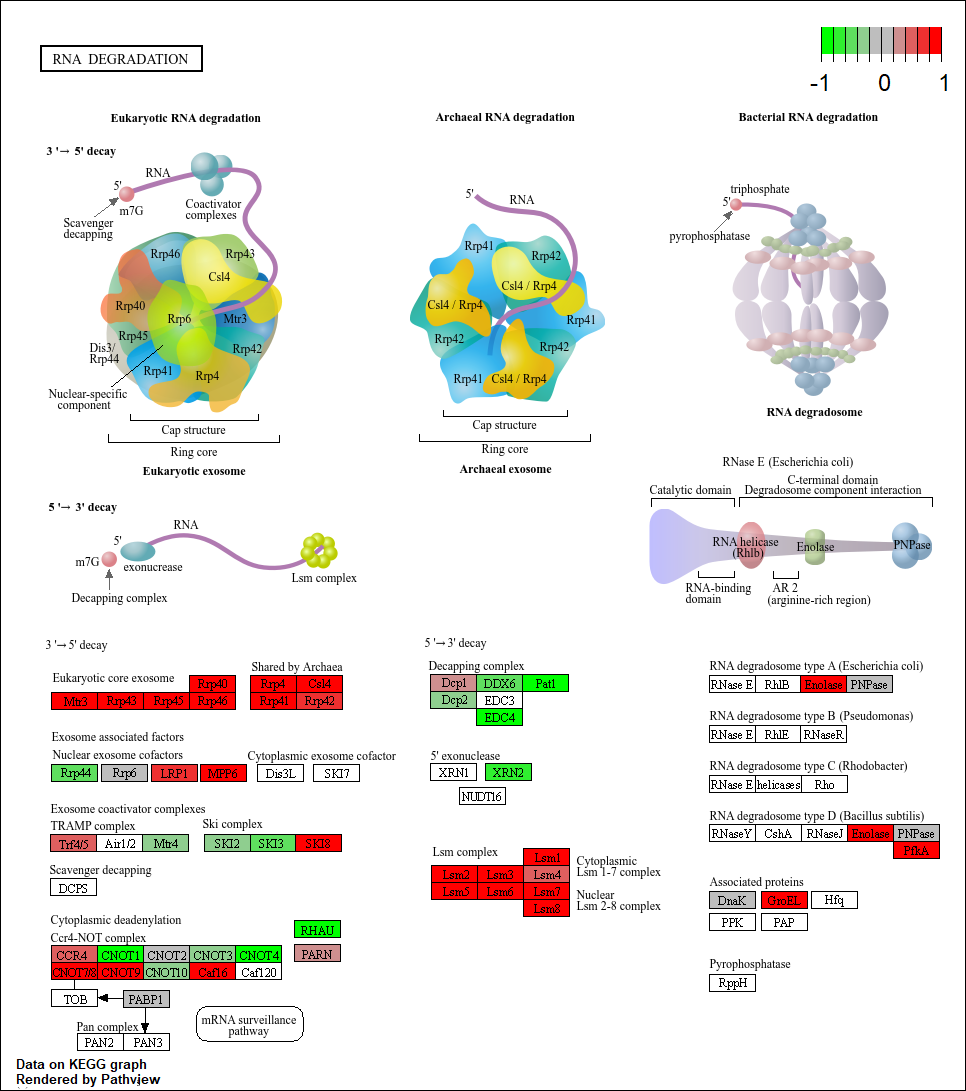 RNA DEGRADATION
-1 0 1
Eukaryotic RNA degradation
Archaeal RNA degradation
Bacterial RNA degradation
3 '→ 5' decay
5'
RNA
m7G
Scavenger
decapping
Coactivator
complexes
Rrp46
Rrp43
Csl4
Rrp40
Rrp6
Mtr3
Rrp45
Dis3/
Rrp44
Rrp42
Rrp41
Rrp4
Nuclear-specific
component
Cap structure
Ring core
Eukaryotic exosome
5'
RNA
Rrp41
Rrp42
Csl4 / Rrp4
Csl4 / Rrp4
Rrp41
Rrp42
Rrp42
Rrp41
Csl4 / Rrp4
Cap structure
Ring core
Archaeal exosome
triphosphate
5'
pyrophosphatase
RNA degradosome
RNase E (Escherichia coli)
C-terminal domain
Catalytic domain
Degradosome component interaction
RNA helicase
(Rhlb)
Enolase
PNPase
RNA-binding
domain
AR 2
(arginine-rich region)
5 '→ 3' decay
RNA
5'
m7G
exonucrease
Lsm complex
Decapping complex
3 '→ 5' decay
Eukaryotic core exosome
Shared by Archaea
Rrp40
Rrp4 Csl4
Mtr3 Rrp43 Rrp45 Rrp46
Rrp41 Rrp42
Exosome associated factors
Nuclear exosome cofactors
Cytoplasmic exosome cofactor
Rrp44 Rrp6 LRP1 MPP6
Dis3L SKI7
Exosome coactivator complexes
TRAMP complex
Ski complex
Trf4/5 Air1/2 Mtr4
SKI2 SKI3 SKI8
Scavenger decapping
DCPS
Cytoplasmic deadenylation
Ccr4-NOT complex
RHAU
CCR4 CNOT1 CNOT2 CNOT3 CNOT4
PARN
CNOT7/8 CNOT9 CNOT10 Caf16 Caf120
TOB
PABP1
Pan complex
PAN2 PAN3
mRNA surveillance
pathway
5 '→ 3' decay
Decapping complex
Dcp1 DDX6 Pat1
Dcp2 EDC3
EDC4
5' exonuclease
XRN1 XRN2
NUDT16
Lsm complex
Lsm1
Lsm2 Lsm3 Lsm4
Lsm5 Lsm6 Lsm7
Lsm8
Cytoplasmic
Lsm 1-7 complex
Nuclear
Lsm 2-8 complex
RNA degradosome type A (Escherichia coli)
RNase E RhlB Enolase PNPase
RNA degradosome type B (Pseudomonas)
RNase E RhlE RNaseR
RNA degradosome type C (Rhodobacter)
RNase E helicases Rho
RNA degradosome type D (Bacillus subtilis)
RNaseY CshA RNaseJ Enolase PNPase
PfkA
Associated proteins
DnaK GroEL Hfq
PPK PAP
Pyrophosphatase
RppH
Data on KEGG graph
Rendered by Pathview